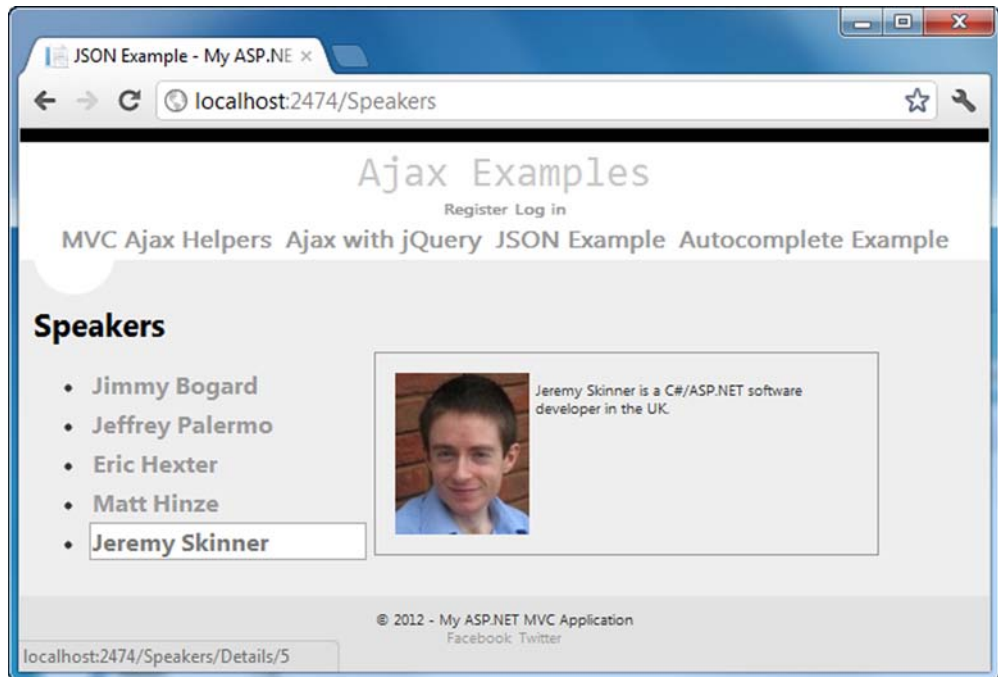 JSON Example - My ASP.NE
localhost:2474/Speakers
Ajax Examples
Register Log in
MVC Ajax Helpers Ajax with jQuery JSON Example Autocomplete Example
Speakers
Jimmy Bogard
Jeffrey Palermo
Eric Hexter
Matt Hinze
Jeremy Skinner
Jeremy Skinner is a C#/ASP.NET software
developer in the UK.
© 2012 - My ASP.NET MVC Application
Facebook Twitter
localhost:2474/Speakers/Details/5